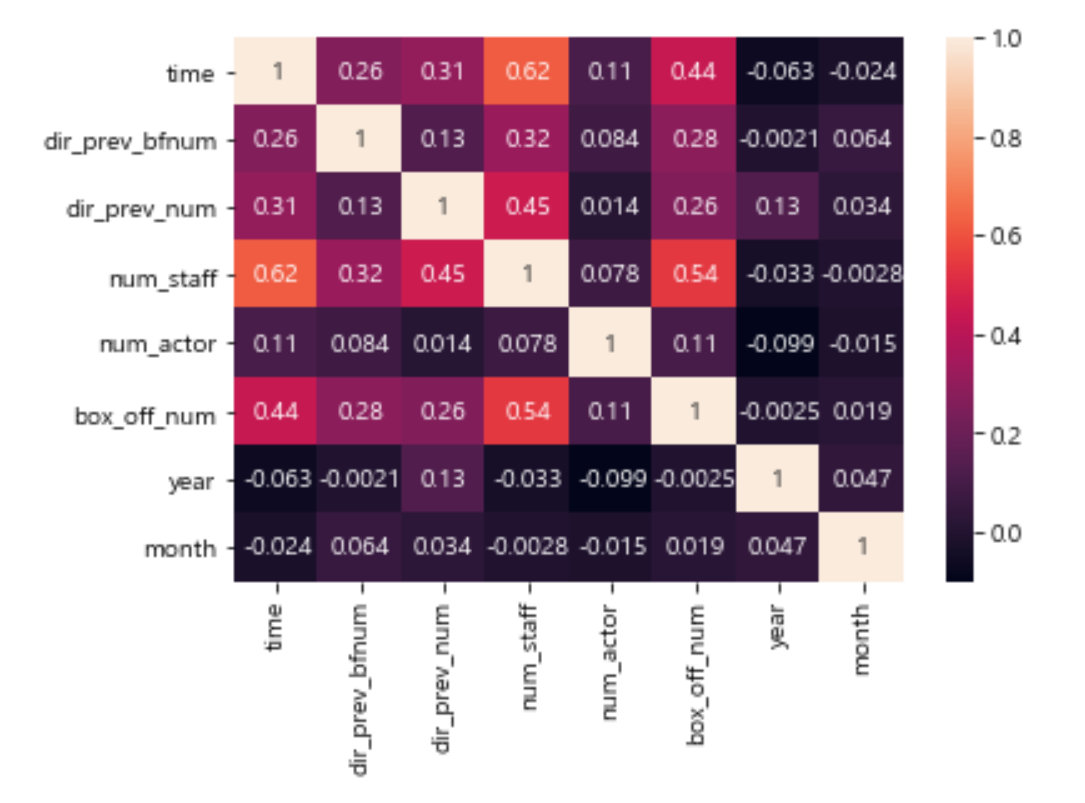 1.0
time 1 0.26 0.31 0.62 0.11 0.44 -0.063 -0.024
0.8
dir_prev_bfnum 0.26 1 0.13 0.32 0.084 0.28 -0.0021 0.064
dir_prev_num 0.31 0.13 1 0.45 0.014 0.26 0.13 0.034
0.6
num_staff 0.62 0.32 0.45 1 0.078 0.54 -0.033 -0.0028
0.4
num_actor 0.11 0.084 0.014 0.078 1 0.11 -0.099 -0.015
box_off_num 0.44 0.28 0.26 0.54 0.11 1 -0.0025 0.019
0.2
year -0.063 -0.0021 0.13 -0.033 -0.099 -0.0025 1 0.047
0.0
month -0.024 0.064 0.034 -0.0028 -0.015 0.019 0.047 1
time
dir_prev_bfnum
dir_prev_num
num_staff
num_actor
box_off_num
year
month